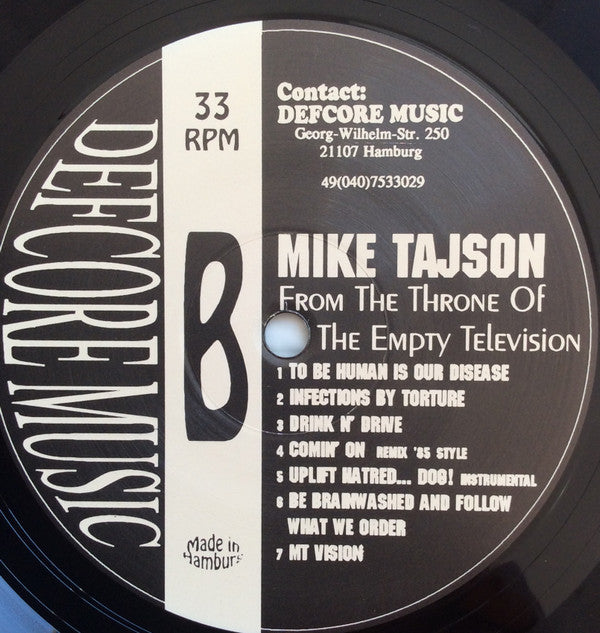 DEFCORE MUSIC
33
RPM
B
Made in
Hamburg
Contact:
DEFCORE MUSIC
Georg-Wilhelm-Str. 250
21107 Hamburg
49(040)7533029
MIKE TAJSON
FROM THE THRONE OF
THE EMPTY TELEVISION
1 TO BE HUMAN IS OUR DISEASE
2 INFECTIONS BY TORTURE
3 DRINK N' DRIVE
4 COMIN' ON REMIX '85 STYLE
5 UPLIFT HATRED... DOG! INSTRUMENTAL
6 BE BRAINWASHED AND FOLLOW
WHAT WE ORDER
7 MT VISION